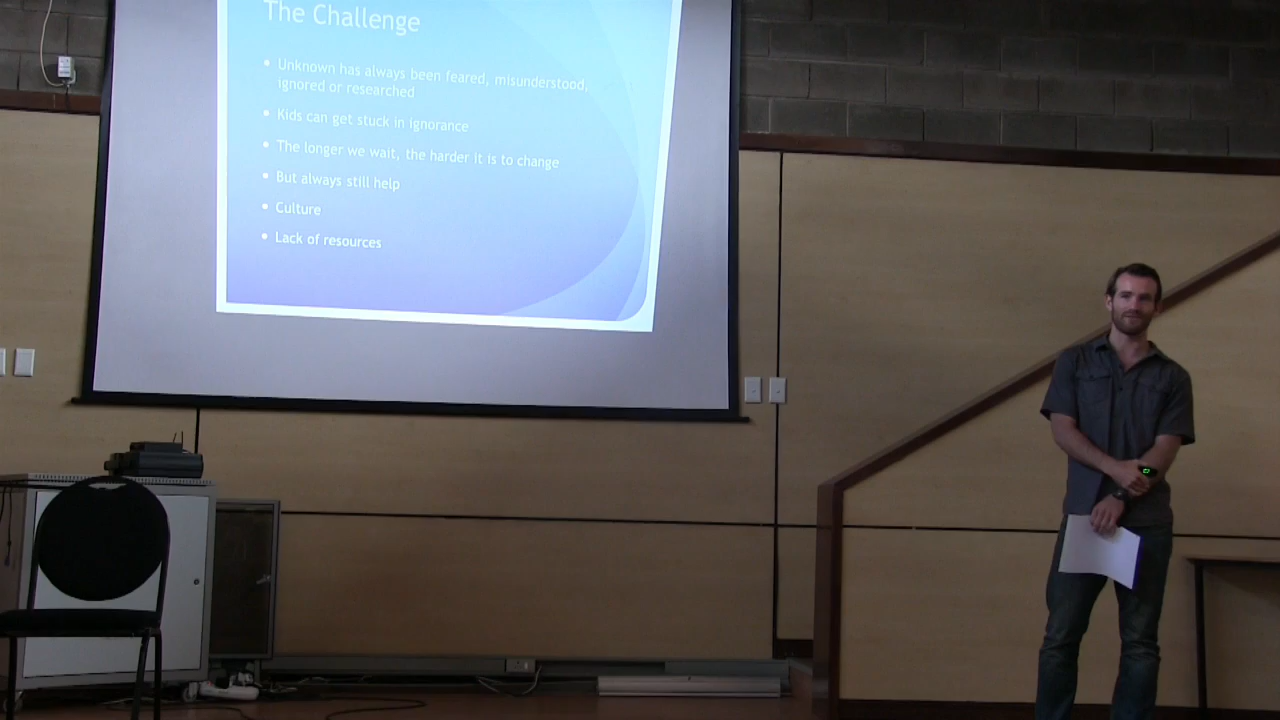 The Challenge
Unknown has always been feared, misunderstood,
ignored or researched
Kids can get stuck in ignorance
The longer we wait, the harder it is to change
But always still help
Culture
Lack of resources